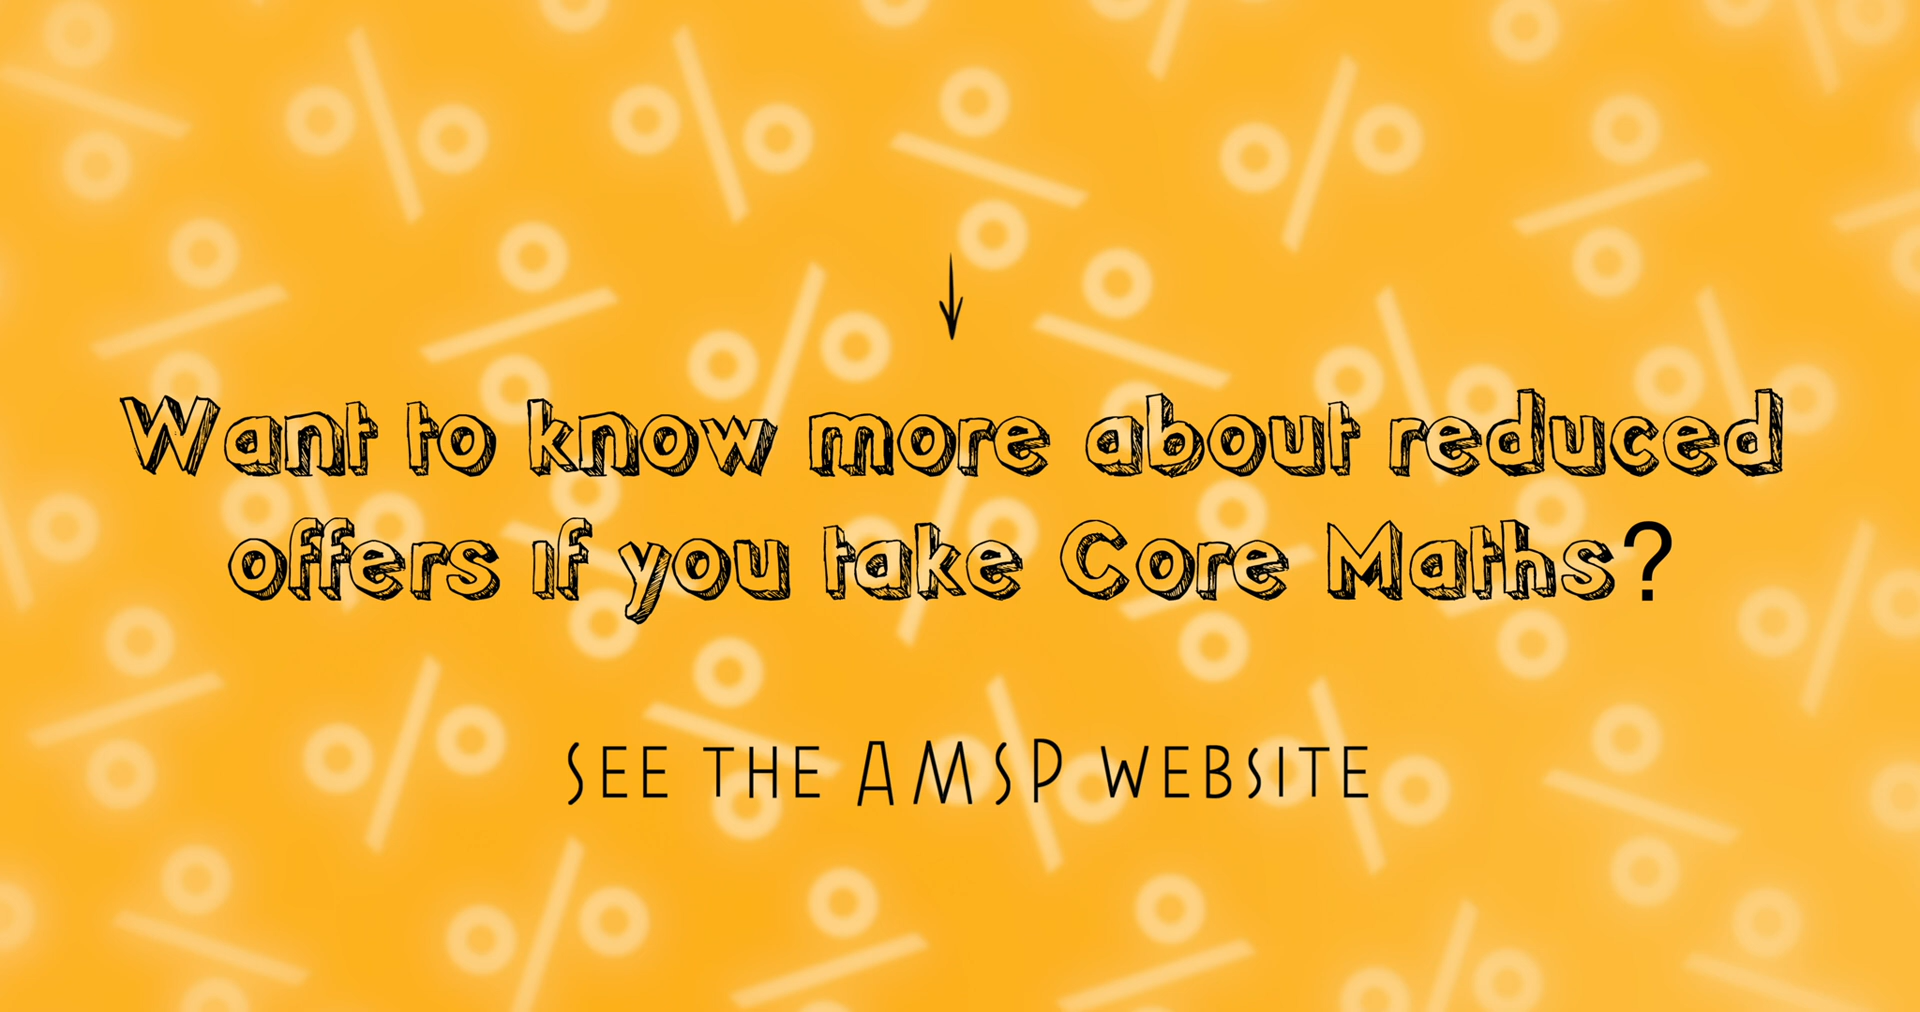 Want to know more about reduced
offers if you take Core Maths?
SEE THE AMSP WEBSITE